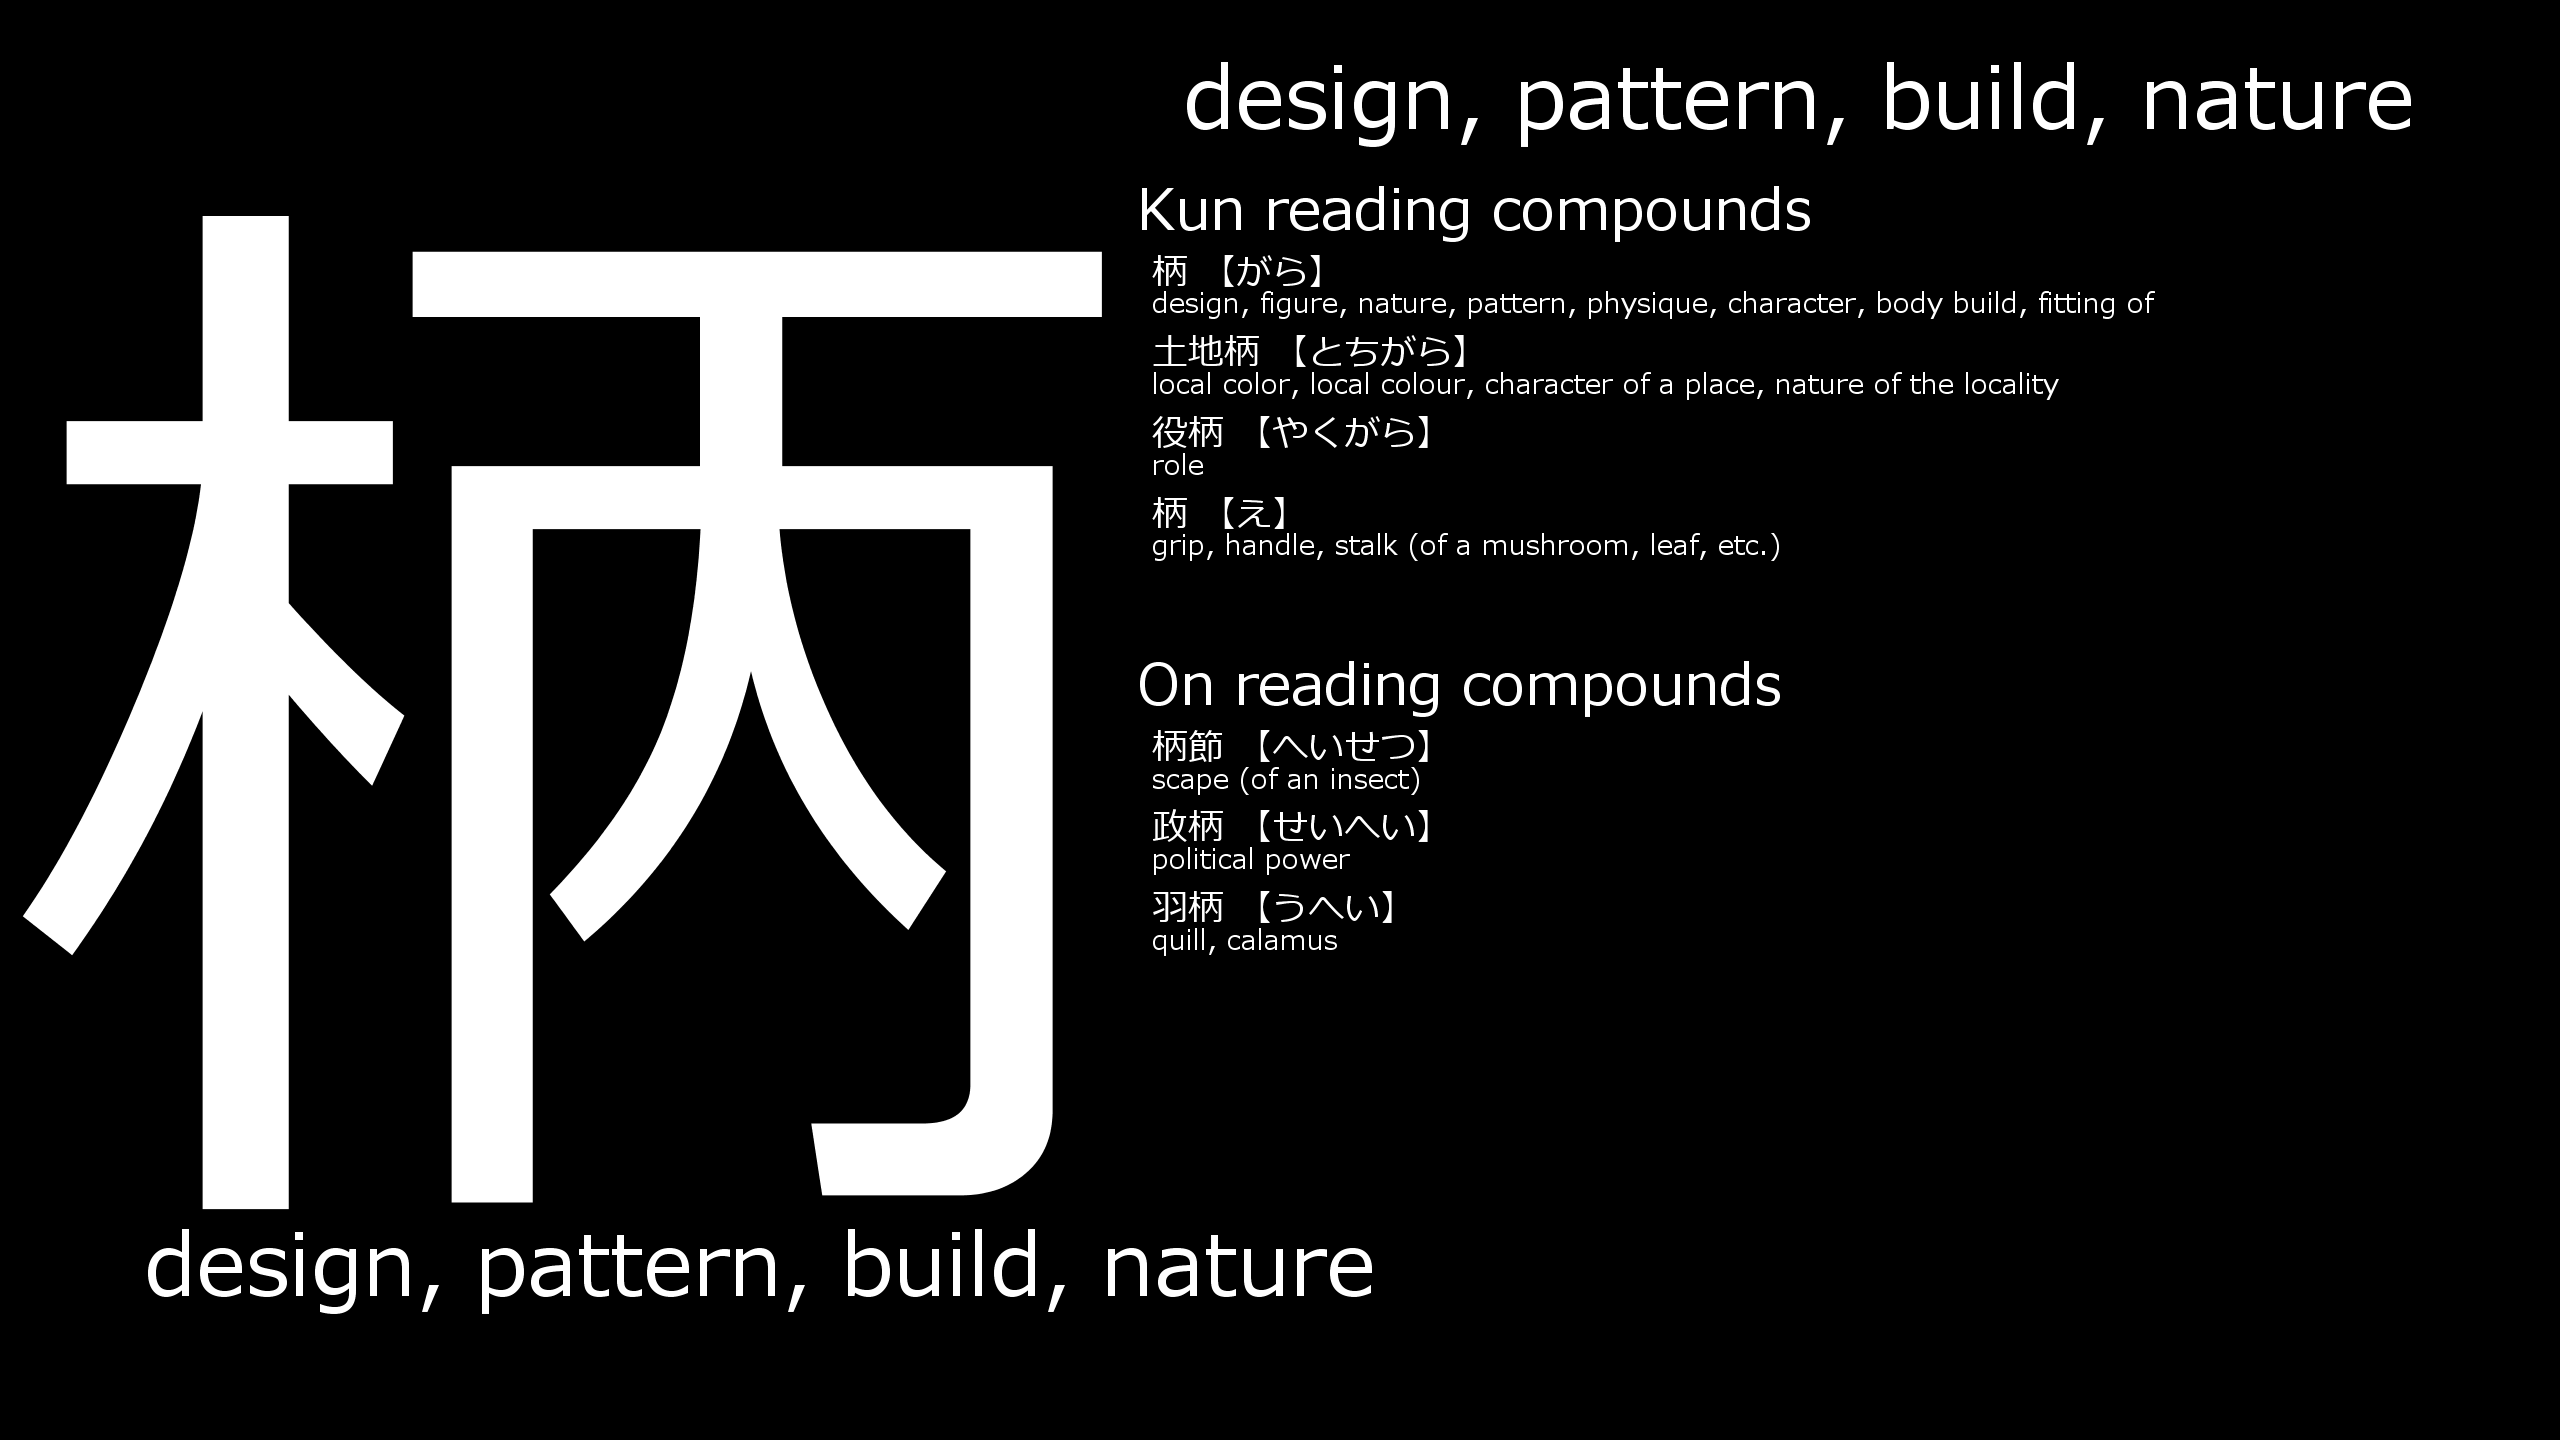 柄
design, pattern, build, nature
design, pattern, build, nature
Kun reading compounds
柄 【がら】
design, figure, nature, pattern, physique, character, body build, fitting of
土地柄 【とちがら】
local color, local colour, character of a place, nature of the locality
役柄 【やくがら】
role
柄 【え】
grip, handle, stalk (of a mushroom, leaf, etc.)
On reading compounds
柄節 【へいせつ】
scape (of an insect)
政柄 【せいへい】
political power
羽柄 【うへい】
quill, calamus